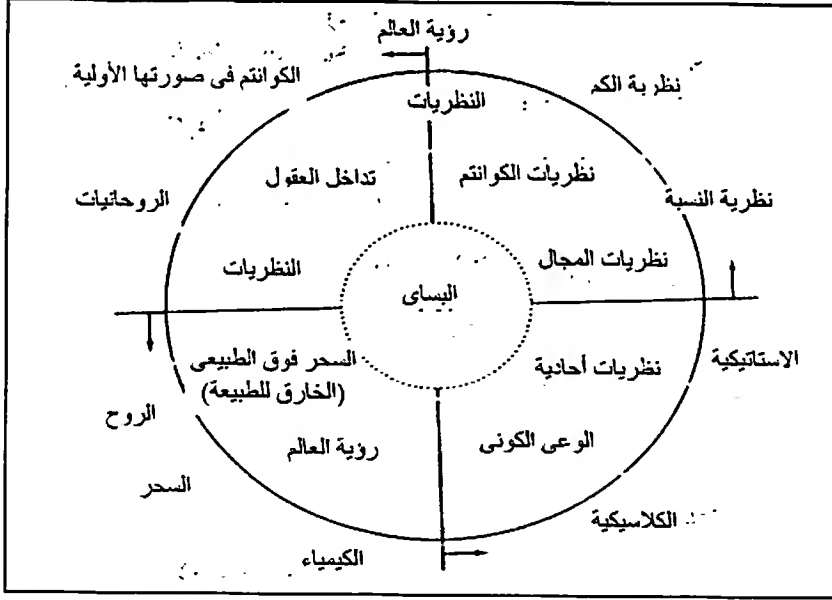 رؤية العالم
نظرية الكم
الكوانتم فى صورتها الأولية
النظريات
نظريات الكوانتم
تداخل العقول
نظرية النسبة
الروحانيات
نظريات المجال
النظريات
البساى
الاستاتيكية
نظريات أحادية
السحر فوق الطبيعى
(الخارق للطبيعة)
الروح
الوعى الكونى
رؤية العالم
السحر
الكلاسيكية
الكيمياء